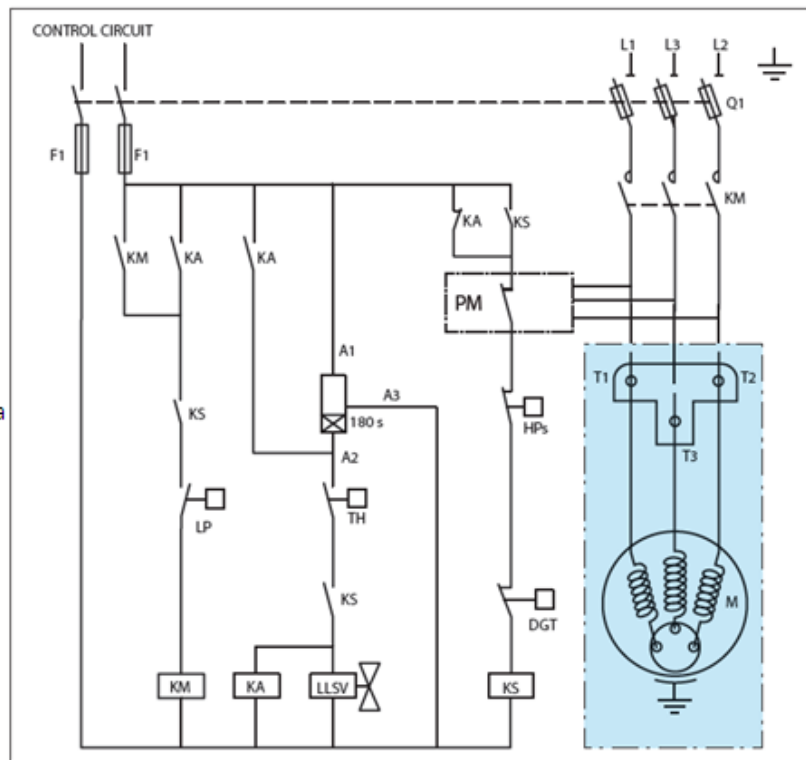 CONTROL CIRCUIT
L1 L3 L2
Q1
F1 F1
KM
KA KS
KM KA KA
PM
A1
T1 T2
A3
KS
180 s
HPs
A2
T3
TH
LP
KS
M
DGT
KM KA LLSV KS
a